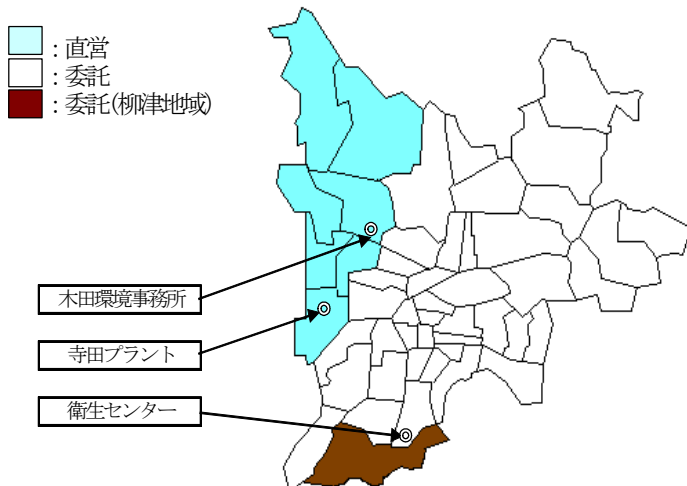 ：直営
：委託
：委託(柳津地域)
木田環境事務所
寺田プラント
衛生センター